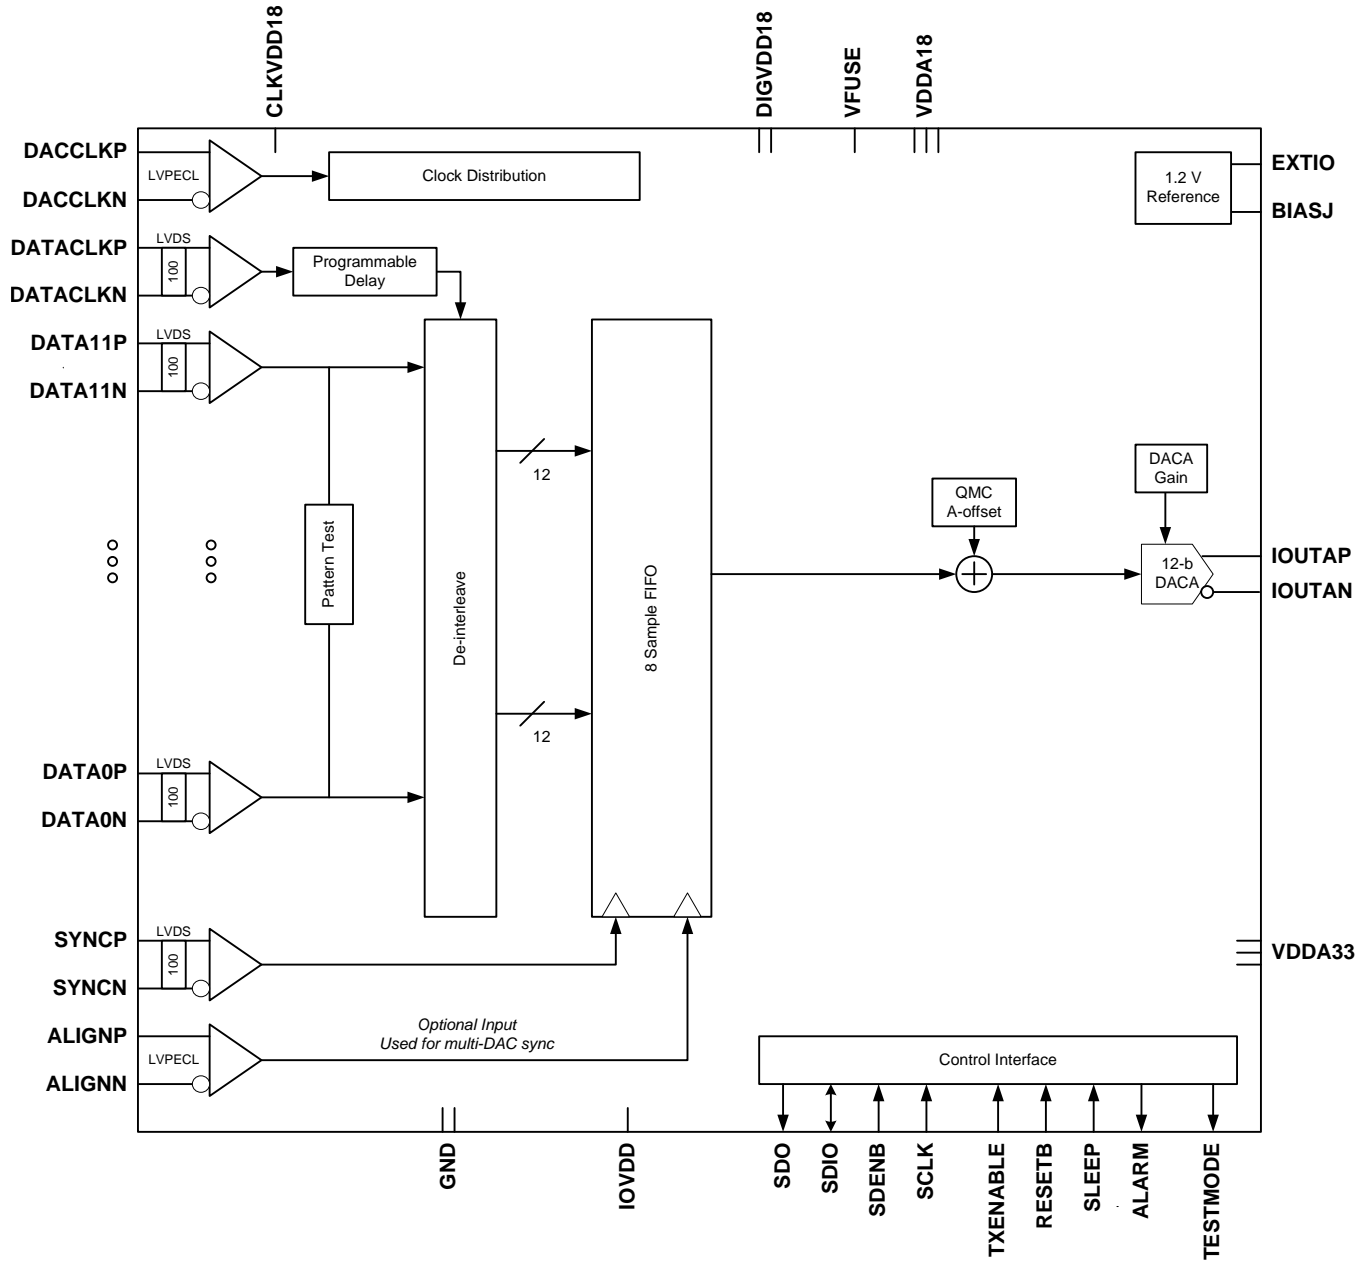 CLKVDD18
DIGVDD18
VFUSE
VDDA18
DACCLKP
LVPECL
DACCLKN
Clock Distribution
1.2 V
Reference
EXTIO
BIASJ
DATACLKP
LVDS
100
DATACLKN
Programmable
Delay
DATA11P
LVDS
100
DATA11N
Pattern Test
De-interleave
12
12
8 Sample FIFO
QMC
A-offset
DACA
Gain
12-b
DACA
IOUTAP
IOUTAN
DATA0P
LVDS
100
DATA0N
SYNCP
LVDS
100
SYNCN
VDDA33
ALIGNP
LVPECL
ALIGNN
Optional Input
Used for multi-DAC sync
Control Interface
GND
IOVDD
SDO
SDIO
SDENB
SCLK
TXENABLE
RESETB
SLEEP
ALARM
TESTMODE